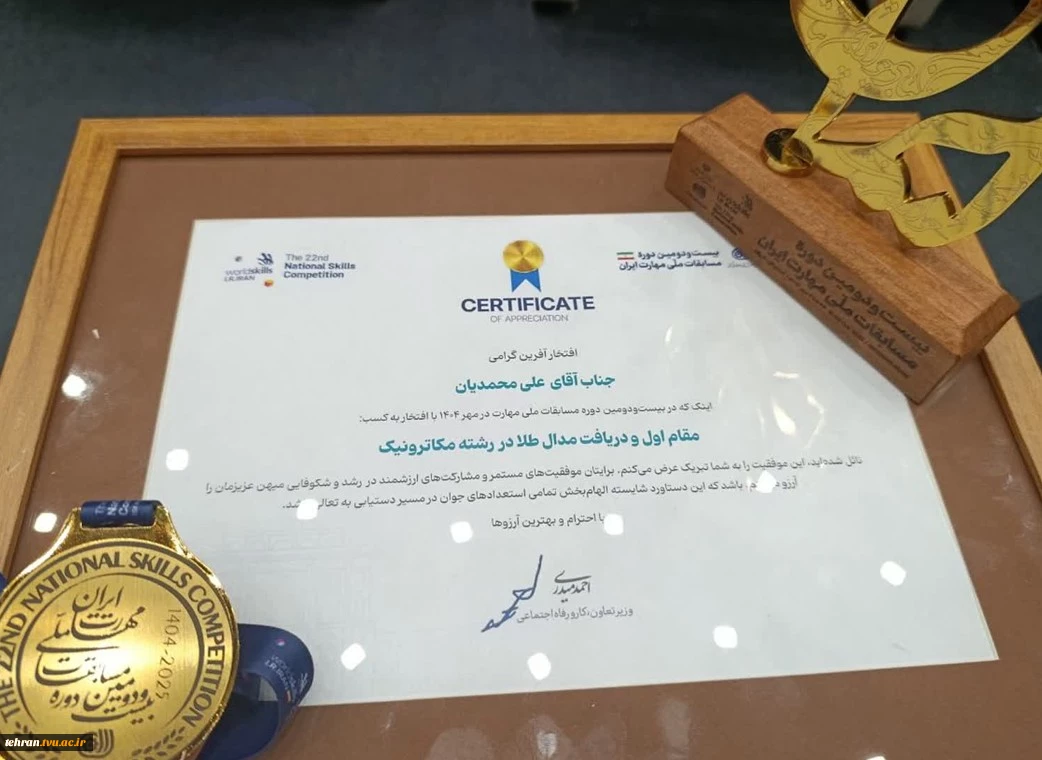 worldskills
I.R.IRAN
The 22nd
National Skills
Competition
بیست‌ودومین دوره
مسابقات ملی مهارت ایران
CERTIFICATE
OF APPRECIATION
افتخارآفرین گرامی
جناب آقای علی محمدیان
اینک که در بیست‌ودومین دوره مسابقات ملی مهارت در مهر ۱۴۰۴ با افتخار به کسب:
مقام اول و دریافت مدال طلا در رشته مکاترونیک
نائل شده‌اید، این موفقیت را به شما تبریک عرض می‌کنم. برایتان موفقیت‌های مستمر و مشارکت‌های ارزشمند در رشد و شکوفایی میهن عزیزمان را
باشد که این دستاورد شایسته الهام‌بخش تمامی استعدادهای جوان در مسیر دستیابی به تعالی
با احترام و بهترین آرزوها
احمد میدری
وزیر تعاون، کار و رفاه اجتماعی
بیست‌ودومین دوره
مسابقات ملی مهارت ایران
THE 22ND NATIONAL SKILLS COMPETITION
1404-2025
ایران
مهارت
ملی
مسابقات
دوره
بیست
ودومین
tehran.tvu.ac.ir